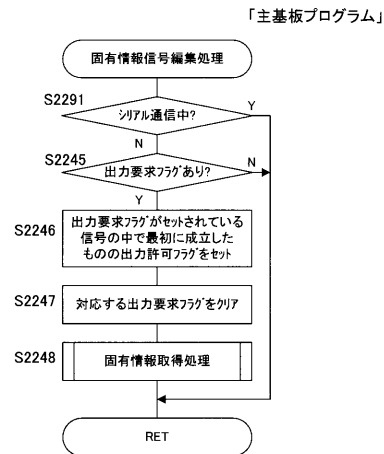 「主基板プログラム」
固有情報信号編集処理
S2291
シリアル通信中?
Y
N
S2245
出力要求フラグあり?
N
Y
S2246
出力要求フラグがセットされている
信号の中で最初に成立した
ものの出力許可フラグをセット
S2247
対応する出力要求フラグをクリア
S2248
固有情報取得処理
RET